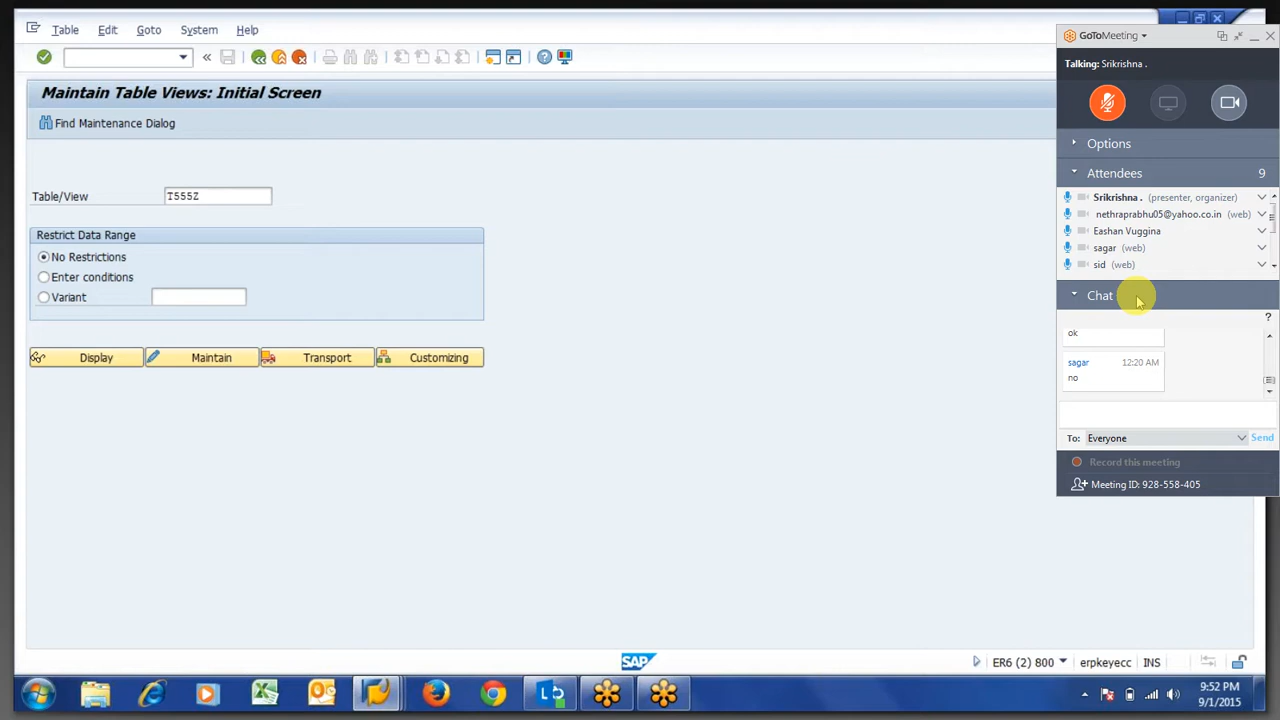 Table Edit Goto System Help
Maintain Table Views: Initial Screen
Find Maintenance Dialog
Table/View T555Z
Restrict Data Range
No Restrictions
Enter conditions
Variant
Display Maintain Transport Customizing
SAP
ER6 (2) 800 erpkeyecc INS
GoToMeeting
Talking: Srikrishna .
Options
Attendees 9
Srikrishna . (presenter, organizer)
nethraprabhu05@yahoo.co.in (web)
Eashan Vuggina
sagar (web)
sid (web)
Chat
?
ok
sagar 12:20 AM
no
To: Everyone Send
Record this meeting
Meeting ID: 928-558-405
9:52 PM
9/1/2015